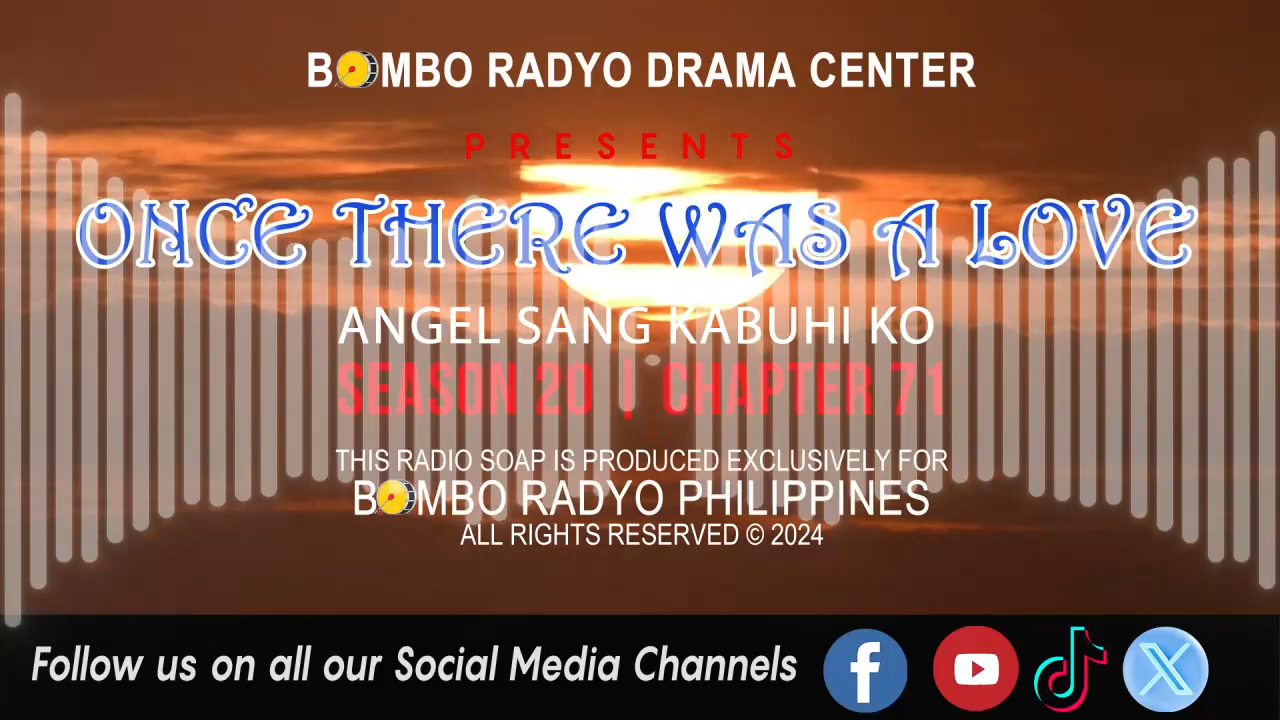 BOMBO RADYO DRAMA CENTER
PRESENTS
ONCE THERE WAS A LOVE
ANGEL SANG KABUHI KO
SEASON 20 | CHAPTER 71
THIS RADIO SOAP IS PRODUCED EXCLUSIVELY FOR
BOMBO RADYO PHILIPPINES
ALL RIGHTS RESERVED © 2024
Follow us on all our Social Media Channels